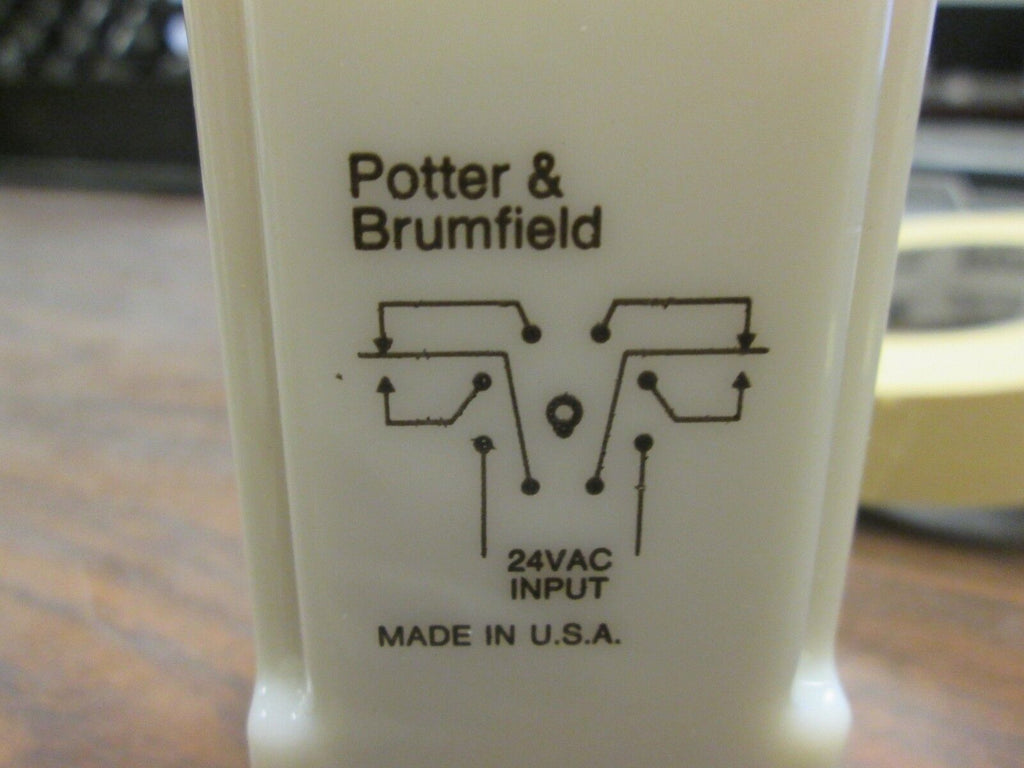 Potter &
Brumfield
24VAC
INPUT
MADE IN U.S.A.